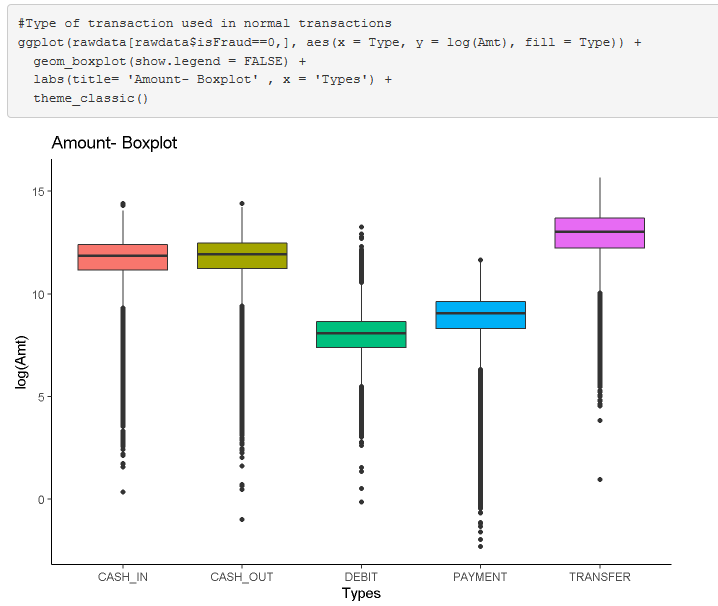 #Type of transaction used in normal transactions
ggplot(rawdata[rawdata$isFraud==0,], aes(x = Type, y = log(Amt), fill = Type)) +
  geom_boxplot(show.legend = FALSE) +
  labs(title= 'Amount- Boxplot' , x = 'Types') +
  theme_classic()
Amount- Boxplot
15
10
5
0
log(Amt)
CASH_IN CASH_OUT DEBIT PAYMENT TRANSFER
Types